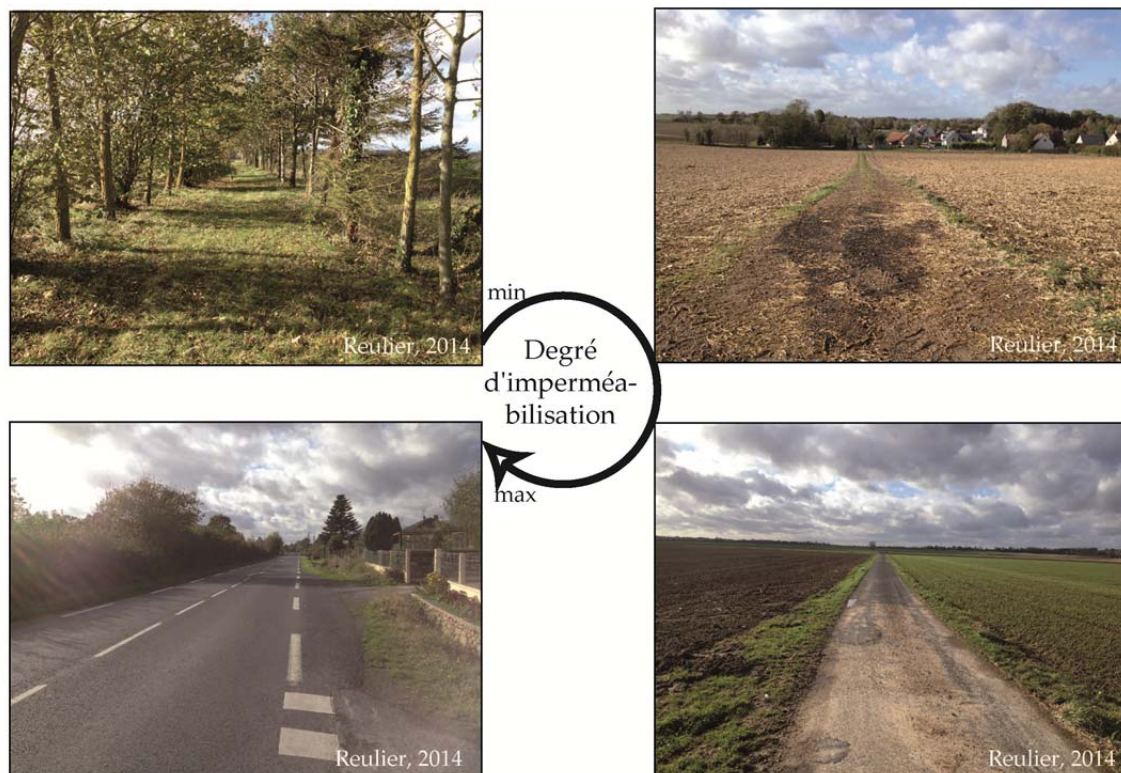 Reulier, 2014
Reulier, 2014
min
Degré
d'imperméa-
bilisation
max
Reulier, 2014
Reulier, 2014